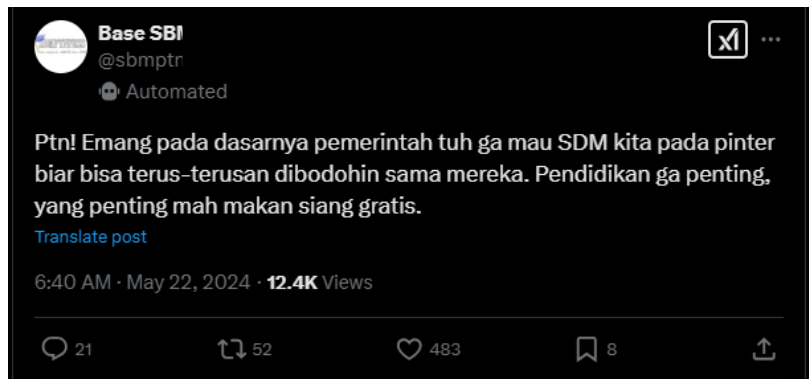 Base SBM
@sbmptn
Automated
Ptn! Emang pada dasarnya pemerintah tuh ga mau SDM kita pada pinter
biar bisa terus-terusan dibodohin sama mereka. Pendidikan ga penting,
yang penting mah makan siang gratis.
Translate post
6:40 AM · May 22, 2024 · 12.4K Views
21 52 483 8